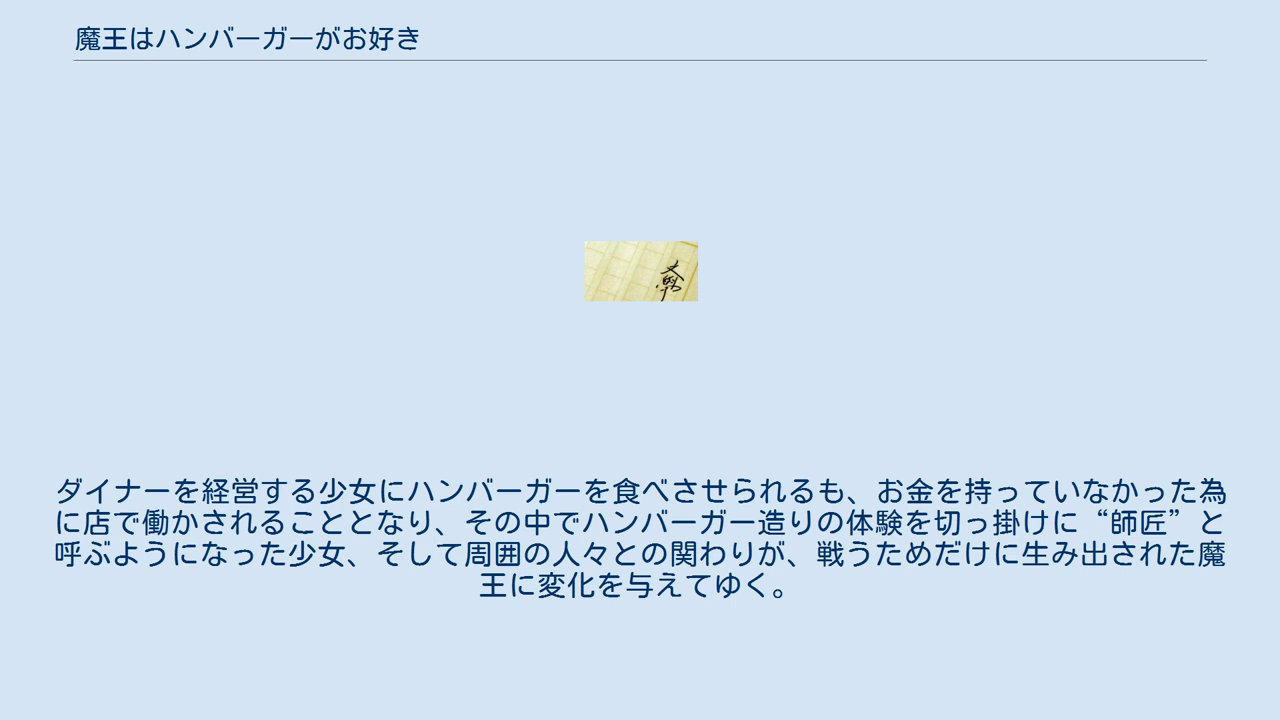 魔王はハンバーガーがお好き
ダイナーを経営する少女にハンバーガーを食べさせられるも、お金を持っていなかった為
に店で働かされることとなり、その中でハンバーガー造りの体験を切っ掛けに“師匠”と
呼ぶようになった少女、そして周囲の人々との関わりが、戦うためだけに生み出された魔
王に変化を与えてゆく。